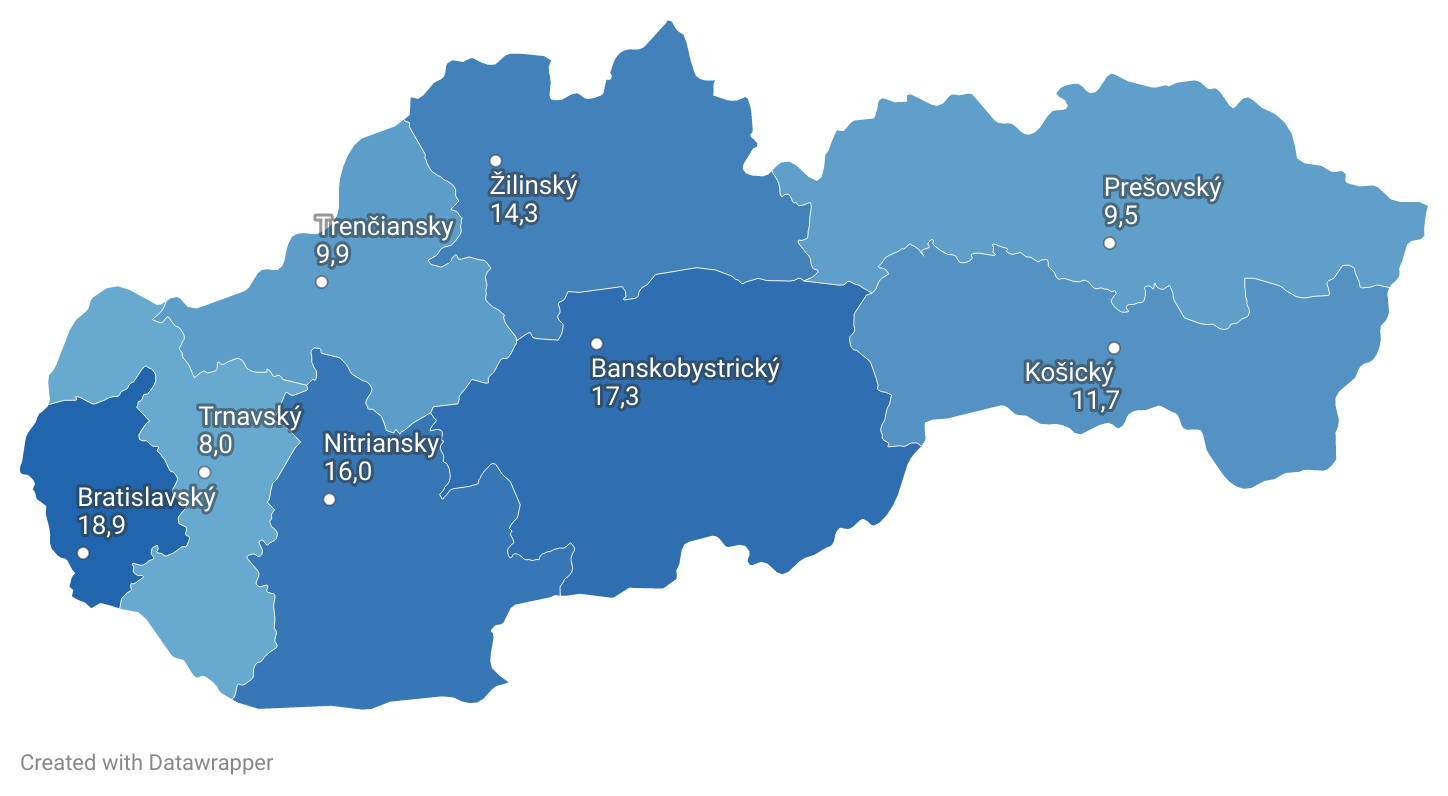 Žilinský
14,3
Prešovský
9,5
Trenčiansky
9,9
Banskobystrický
17,3
Košický
11,7
Trnavský
8,0
Nitriansky
16,0
Bratislavský
18,9
Created with Datawrapper